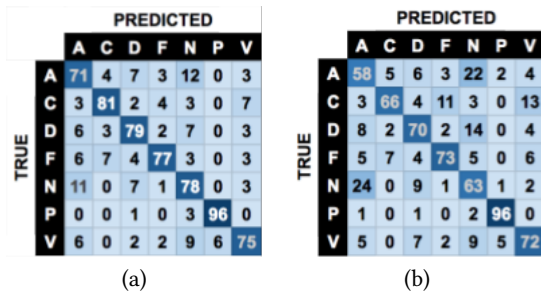 PREDICTED
A C D F N P V
TRUE
A 71 4 7 3 12 0 3
C 3 81 2 4 3 0 7
D 6 3 79 2 7 0 3
F 6 7 4 77 3 0 3
N 11 0 7 1 78 0 3
P 0 0 1 0 3 96 0
V 6 0 2 2 9 6 75
(a)
PREDICTED
A C D F N P V
TRUE
A 58 5 6 3 22 2 4
C 3 66 4 11 3 0 13
D 8 2 70 2 14 0 4
F 5 7 4 73 5 0 6
N 24 0 9 1 63 1 2
P 1 0 1 0 2 96 0
V 5 0 7 2 9 5 72
(b)